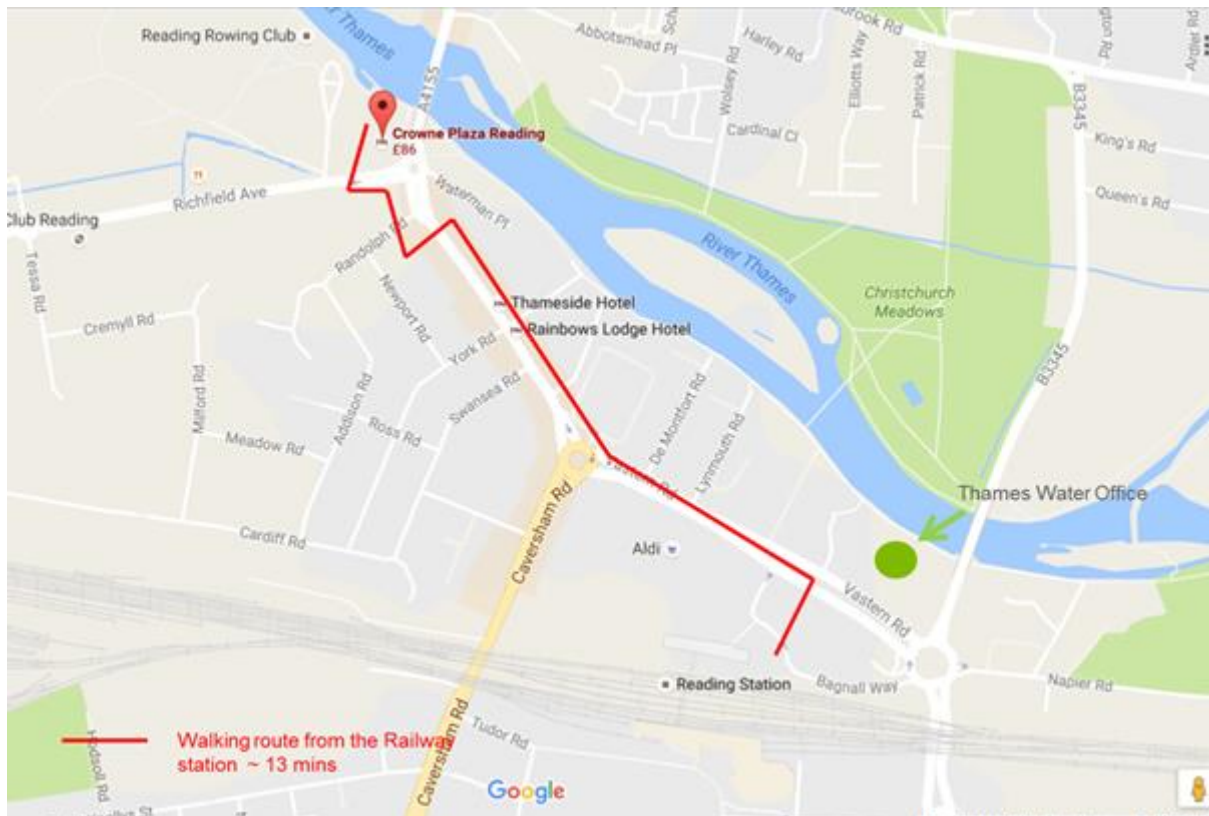 Reading Rowing Club
River Thames
A4155
Abbotsmead Pl
Harley Rd
Wolsey Rd
Elliotts Way
Patrick Rd
Ardler Rd
B3345
Crowne Plaza Reading
£86
Cardinal Cl
King's Rd
Queen's Rd
Richfield Ave
Waterman Pl
Club Reading
Tessa Rd
Randolph Rd
Newport Rd
River Thames
Christchurch
Meadows
Thameside Hotel
Rainbows Lodge Hotel
Cremyll Rd
York Rd
Swansea Rd
Milford Rd
Addison Rd
Ross Rd
Meadow Rd
De Montfort Rd
Lynmouth Rd
B3345
Vastern Rd
Thames Water Office
Cardiff Rd
Caversham Rd
Aldi
Vastern Rd
Reading Station
Bagnall Way
Napier Rd
Walking route from the Railway
station ~ 13 mins
Tudor Rd
Caversham Rd
Hodsoll Rd
Google